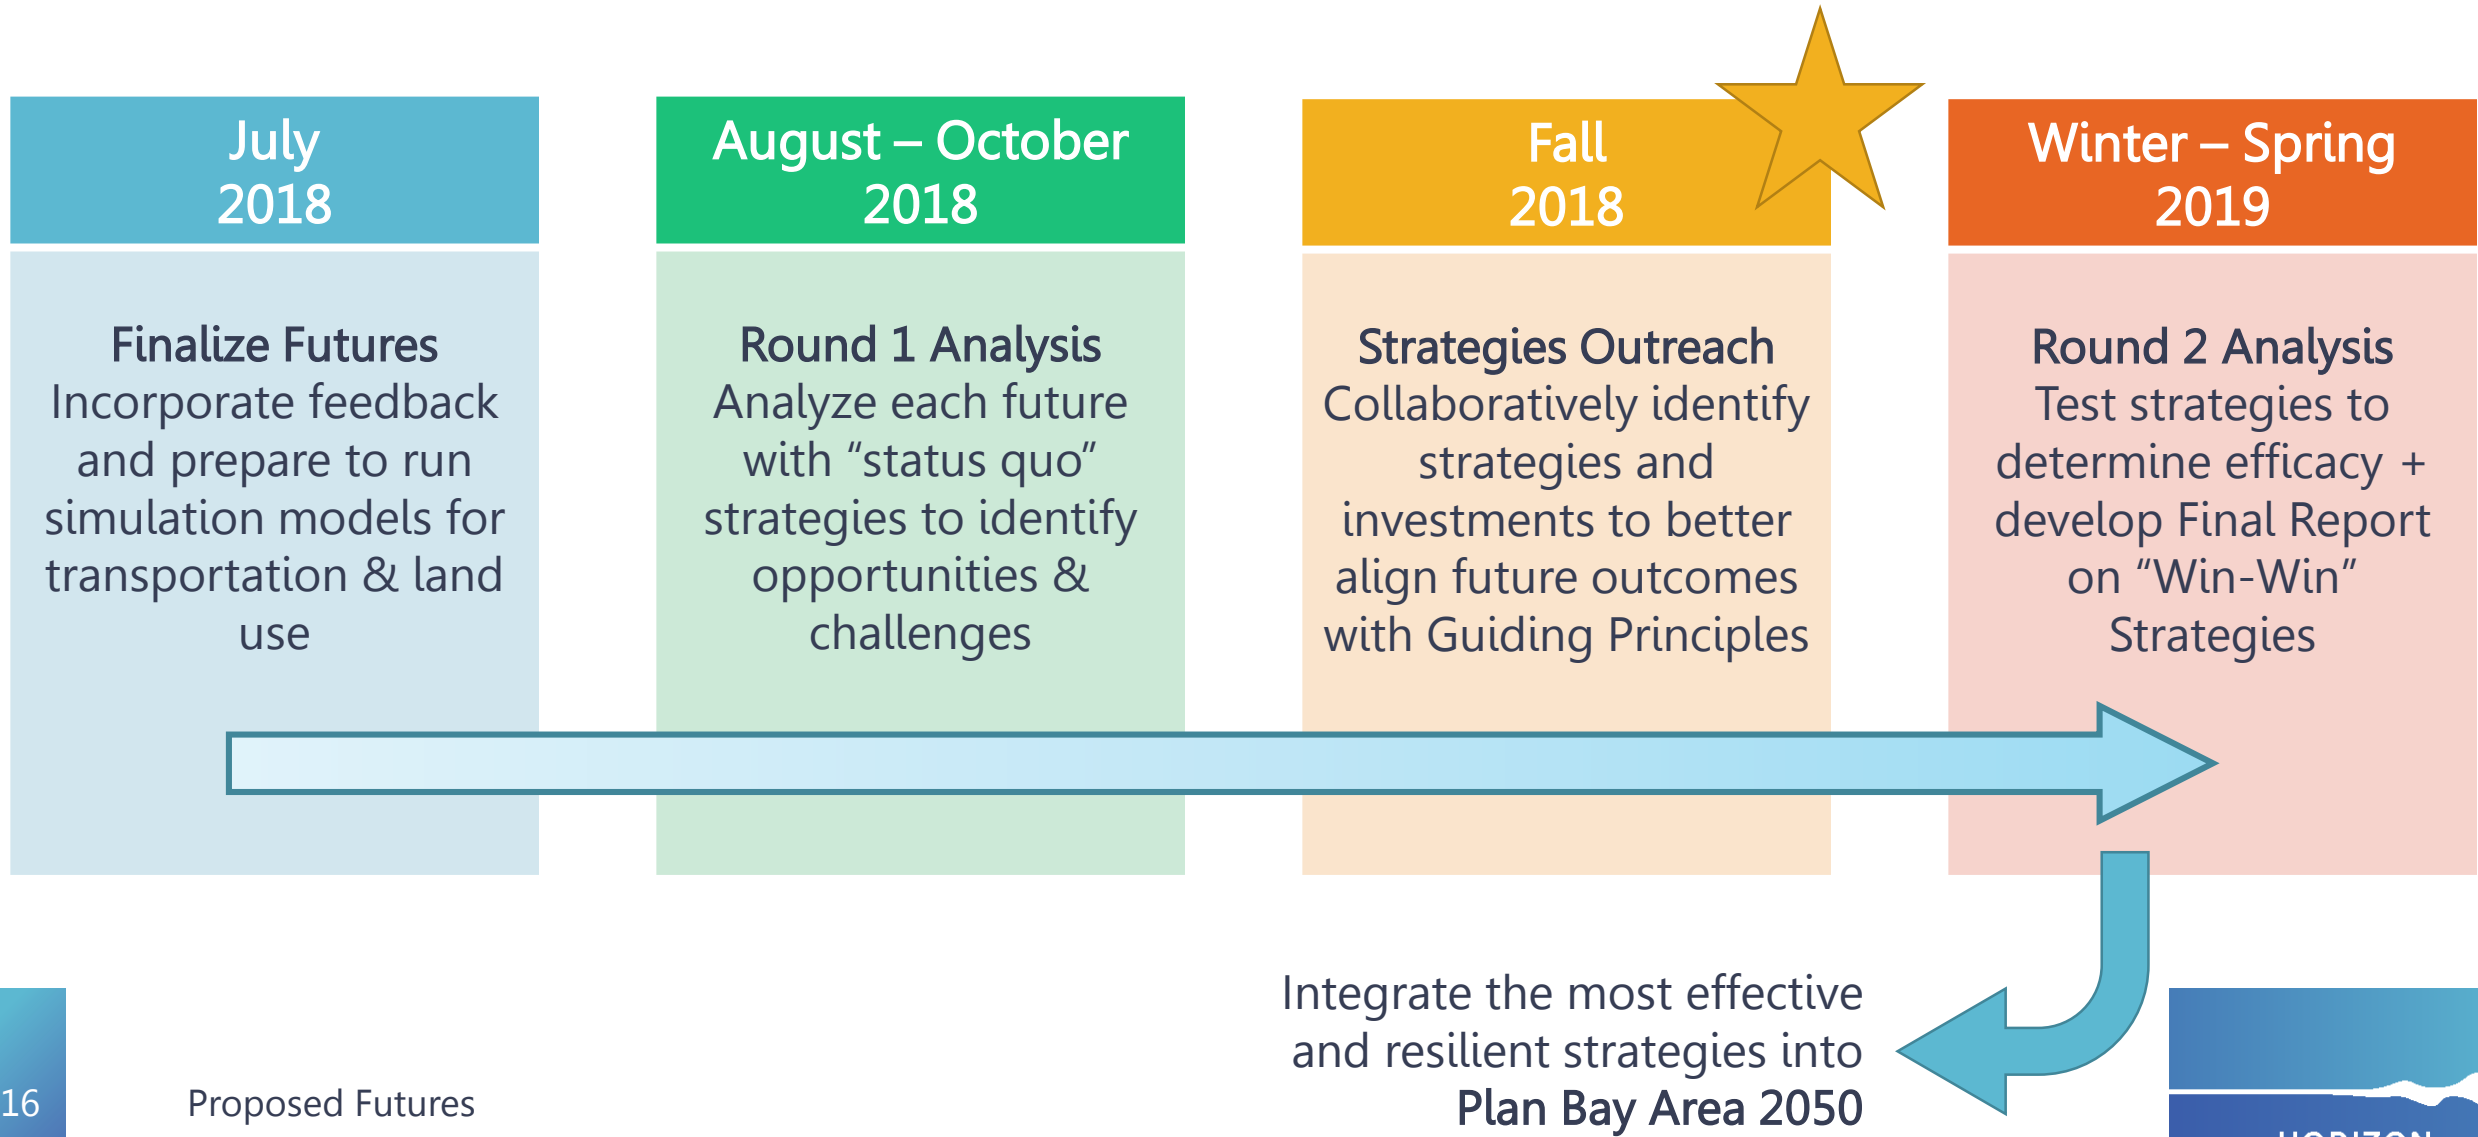 July
2018
Finalize Futures
Incorporate feedback
and prepare to run
simulation models for
transportation & land
use
August – October
2018
Round 1 Analysis
Analyze each future
with “status quo”
strategies to identify
opportunities &
challenges
Fall
2018
Strategies Outreach
Collaboratively identify
strategies and
investments to better
align future outcomes
with Guiding Principles
Winter – Spring
2019
Round 2 Analysis
Test strategies to
determine efficacy +
develop Final Report
on “Win-Win”
Strategies
Integrate the most effective
and resilient strategies into
Plan Bay Area 2050
16
Proposed Futures
HORIZON